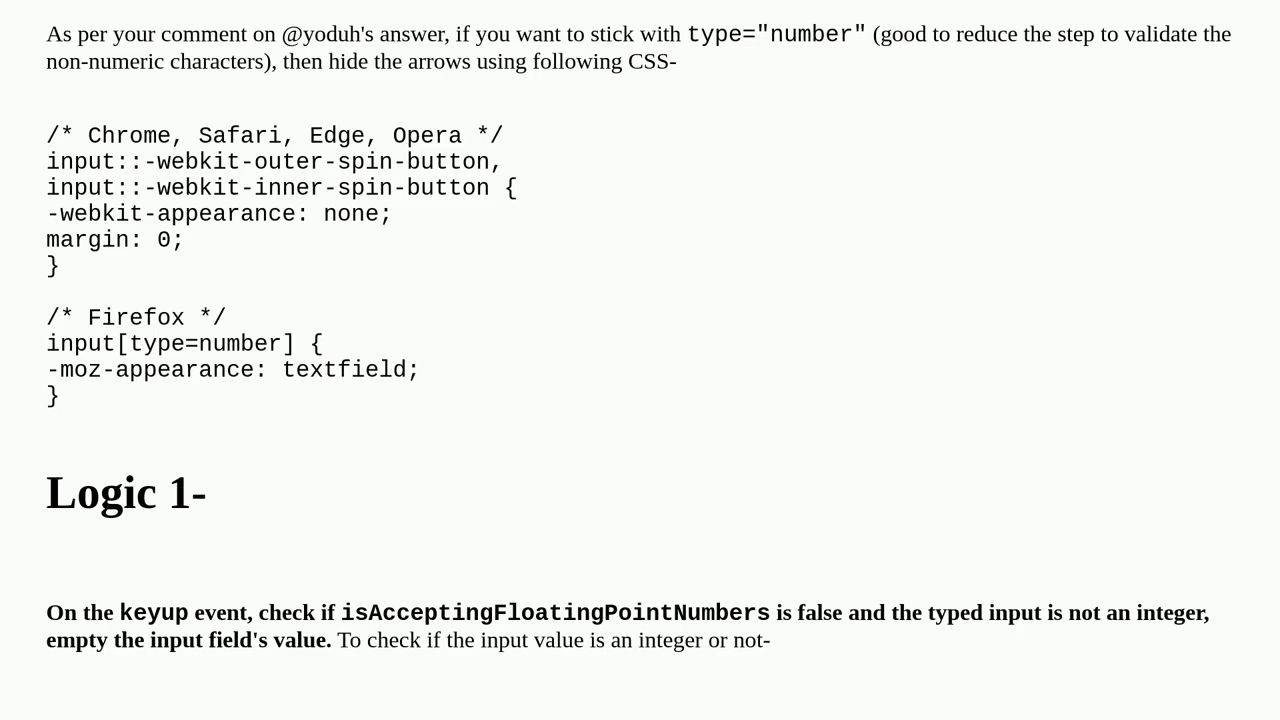 As per your comment on @yoduh's answer, if you want to stick with type="number" (good to reduce the step to validate the
non-numeric characters), then hide the arrows using following CSS-
/* Chrome, Safari, Edge, Opera */
input::-webkit-outer-spin-button,
input::-webkit-inner-spin-button {
-webkit-appearance: none;
margin: 0;
}
/* Firefox */
input[type=number] {
-moz-appearance: textfield;
}
Logic 1-
On the keyup event, check if isAcceptingFloatingPointNumbers is false and the typed input is not an integer,
empty the input field's value. To check if the input value is an integer or not-